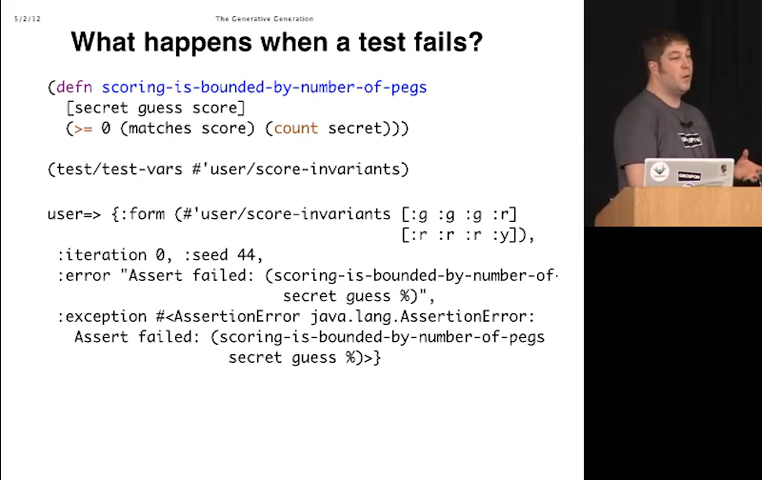 5/2/12
The Generative Generation
What happens when a test fails?
(defn scoring-is-bounded-by-number-of-pegs
[secret guess score]
(>= 0 (matches score) (count secret)))
(test/test-vars #'user/score-invariants)
user=> {:form (#'user/score-invariants [:g :g :g :r]
[:r :r :r :y]),
:iteration 0, :seed 44,
:error "Assert failed: (scoring-is-bounded-by-number-of-
secret guess %)",
:exception #<AssertionError java.lang.AssertionError:
Assert failed: (scoring-is-bounded-by-number-of-pegs
secret guess %)>}